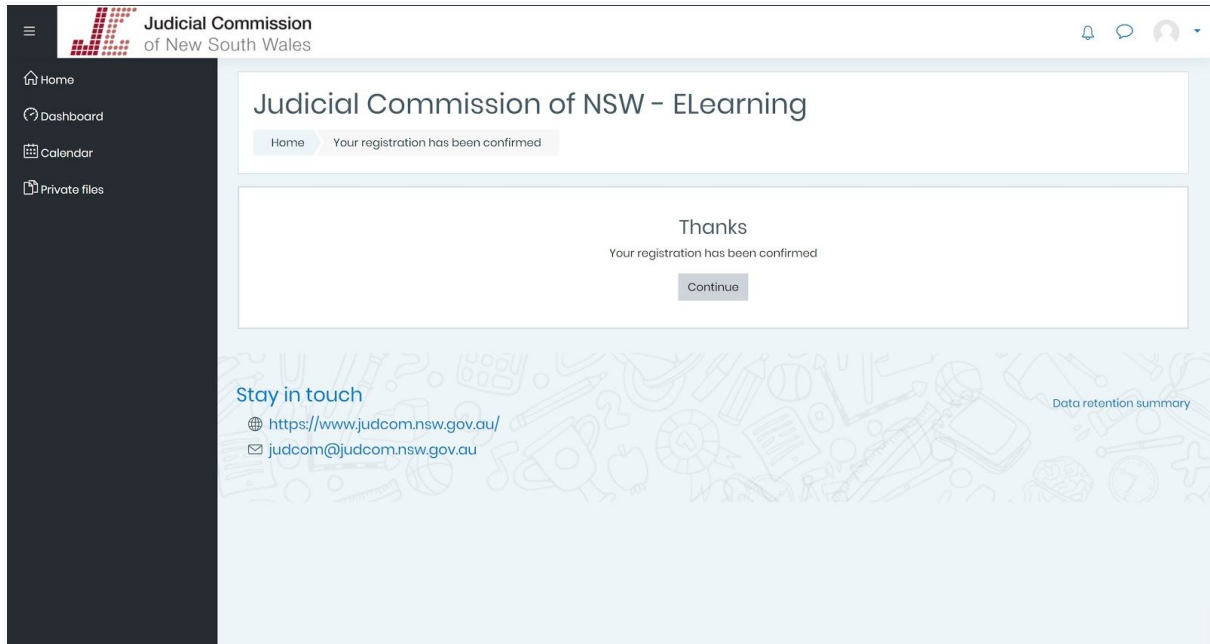 Judicial Commission
of New South Wales
Home
Dashboard
Calendar
Private files
Judicial Commission of NSW - ELearning
Home Your registration has been confirmed
Thanks
Your registration has been confirmed
Continue
Stay in touch
https://www.judcom.nsw.gov.au/
judcom@judcom.nsw.gov.au
Data retention summary